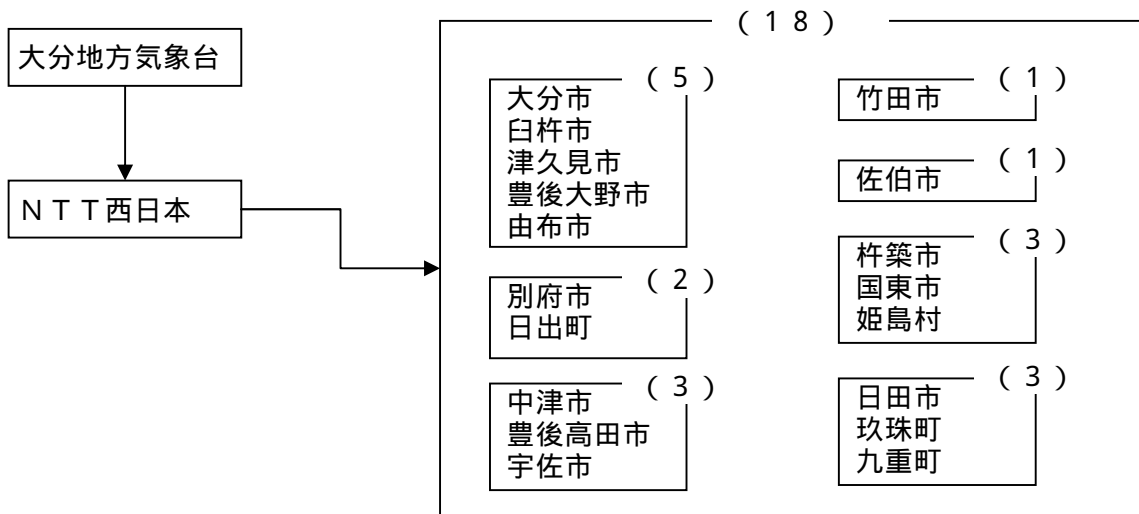 (１８)
大分地方気象台
ＮＴＴ西日本
(５)
大分市
臼杵市
津久見市
豊後大野市
由布市
(２)
別府市
日出町
(３)
中津市
豊後高田市
宇佐市
(１)
竹田市
(１)
佐伯市
(３)
杵築市
国東市
姫島村
(３)
日田市
玖珠町
九重町